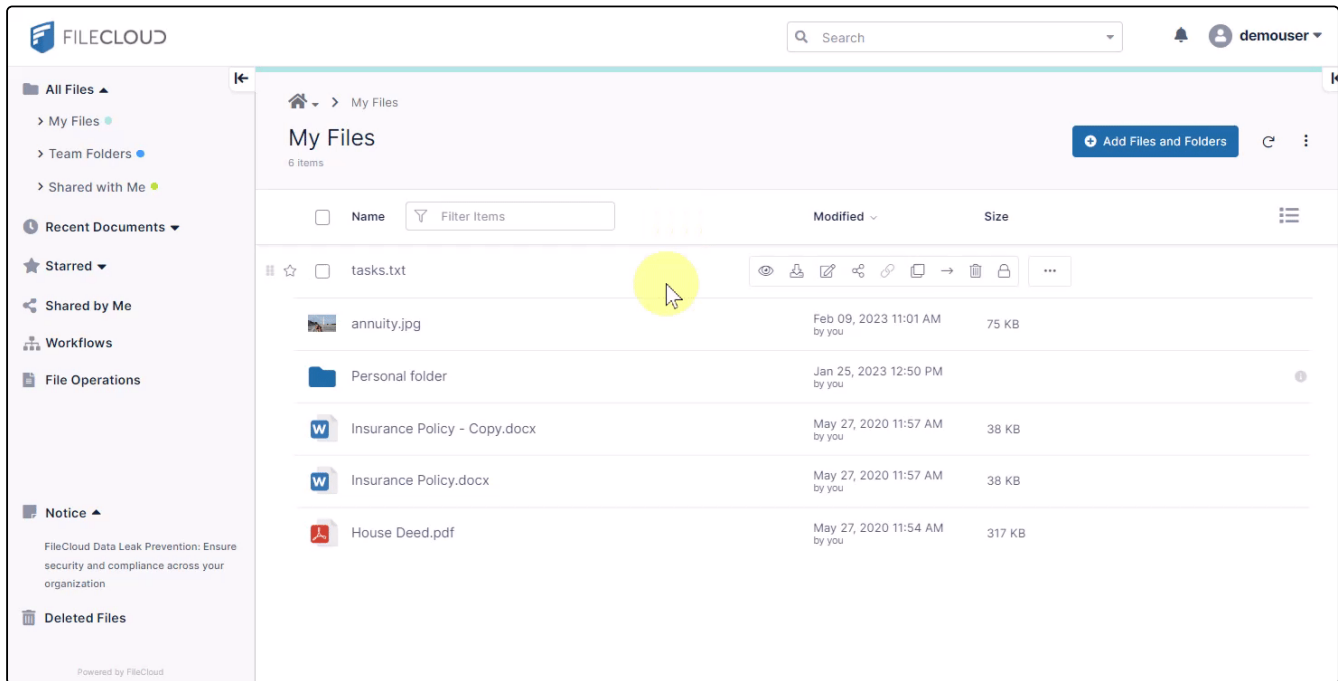 FILECLOUD
Search
demouser
All Files
My Files
Team Folders
Shared with Me
Recent Documents
Starred
Shared by Me
Workflows
File Operations
Notice
FileCloud Data Leak Prevention: Ensure
security and compliance across your
organization
Deleted Files
Powered by FileCloud
My Files
My Files
6 items
Add Files and Folders
Name
Filter Items
Modified
Size
tasks.txt
annuity.jpg
Feb 09, 2023 11:01 AM
by you
75 KB
Personal folder
Jan 25, 2023 12:50 PM
by you
W
Insurance Policy - Copy.docx
May 27, 2020 11:57 AM
by you
38 KB
W
Insurance Policy.docx
May 27, 2020 11:57 AM
by you
38 KB
House Deed.pdf
May 27, 2020 11:54 AM
by you
317 KB